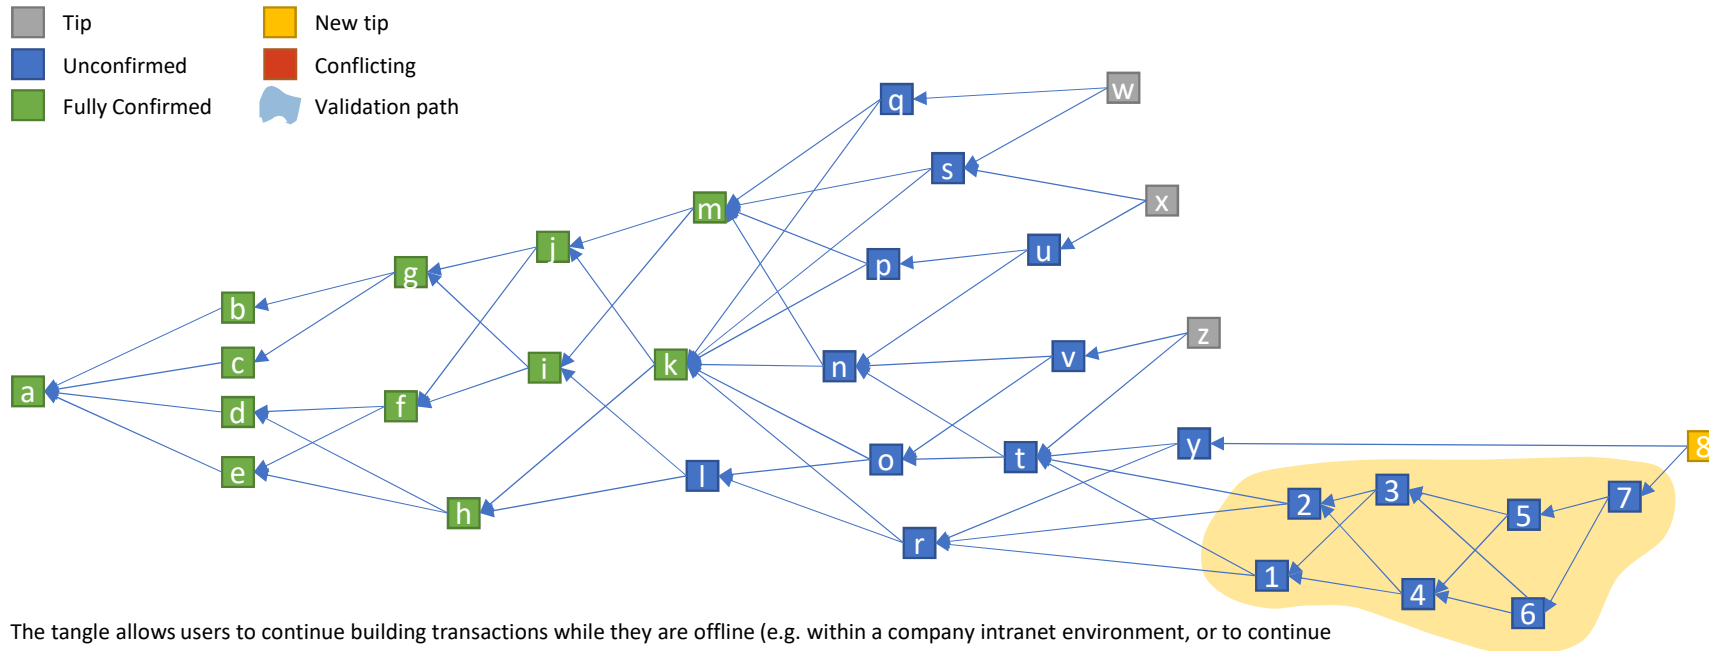 Tip
New tip
Unconfirmed
Conflicting
Fully Confirmed
Validation path
w
q
s
x
m
u
j
p
g
b
z
v
c
k
n
i
a
d
f
y
8
t
o
e
l
3
7
2
5
h
r
1
4
6
The tangle allows users to continue building transactions while they are offline (e.g. within a company intranet environment, or to continue